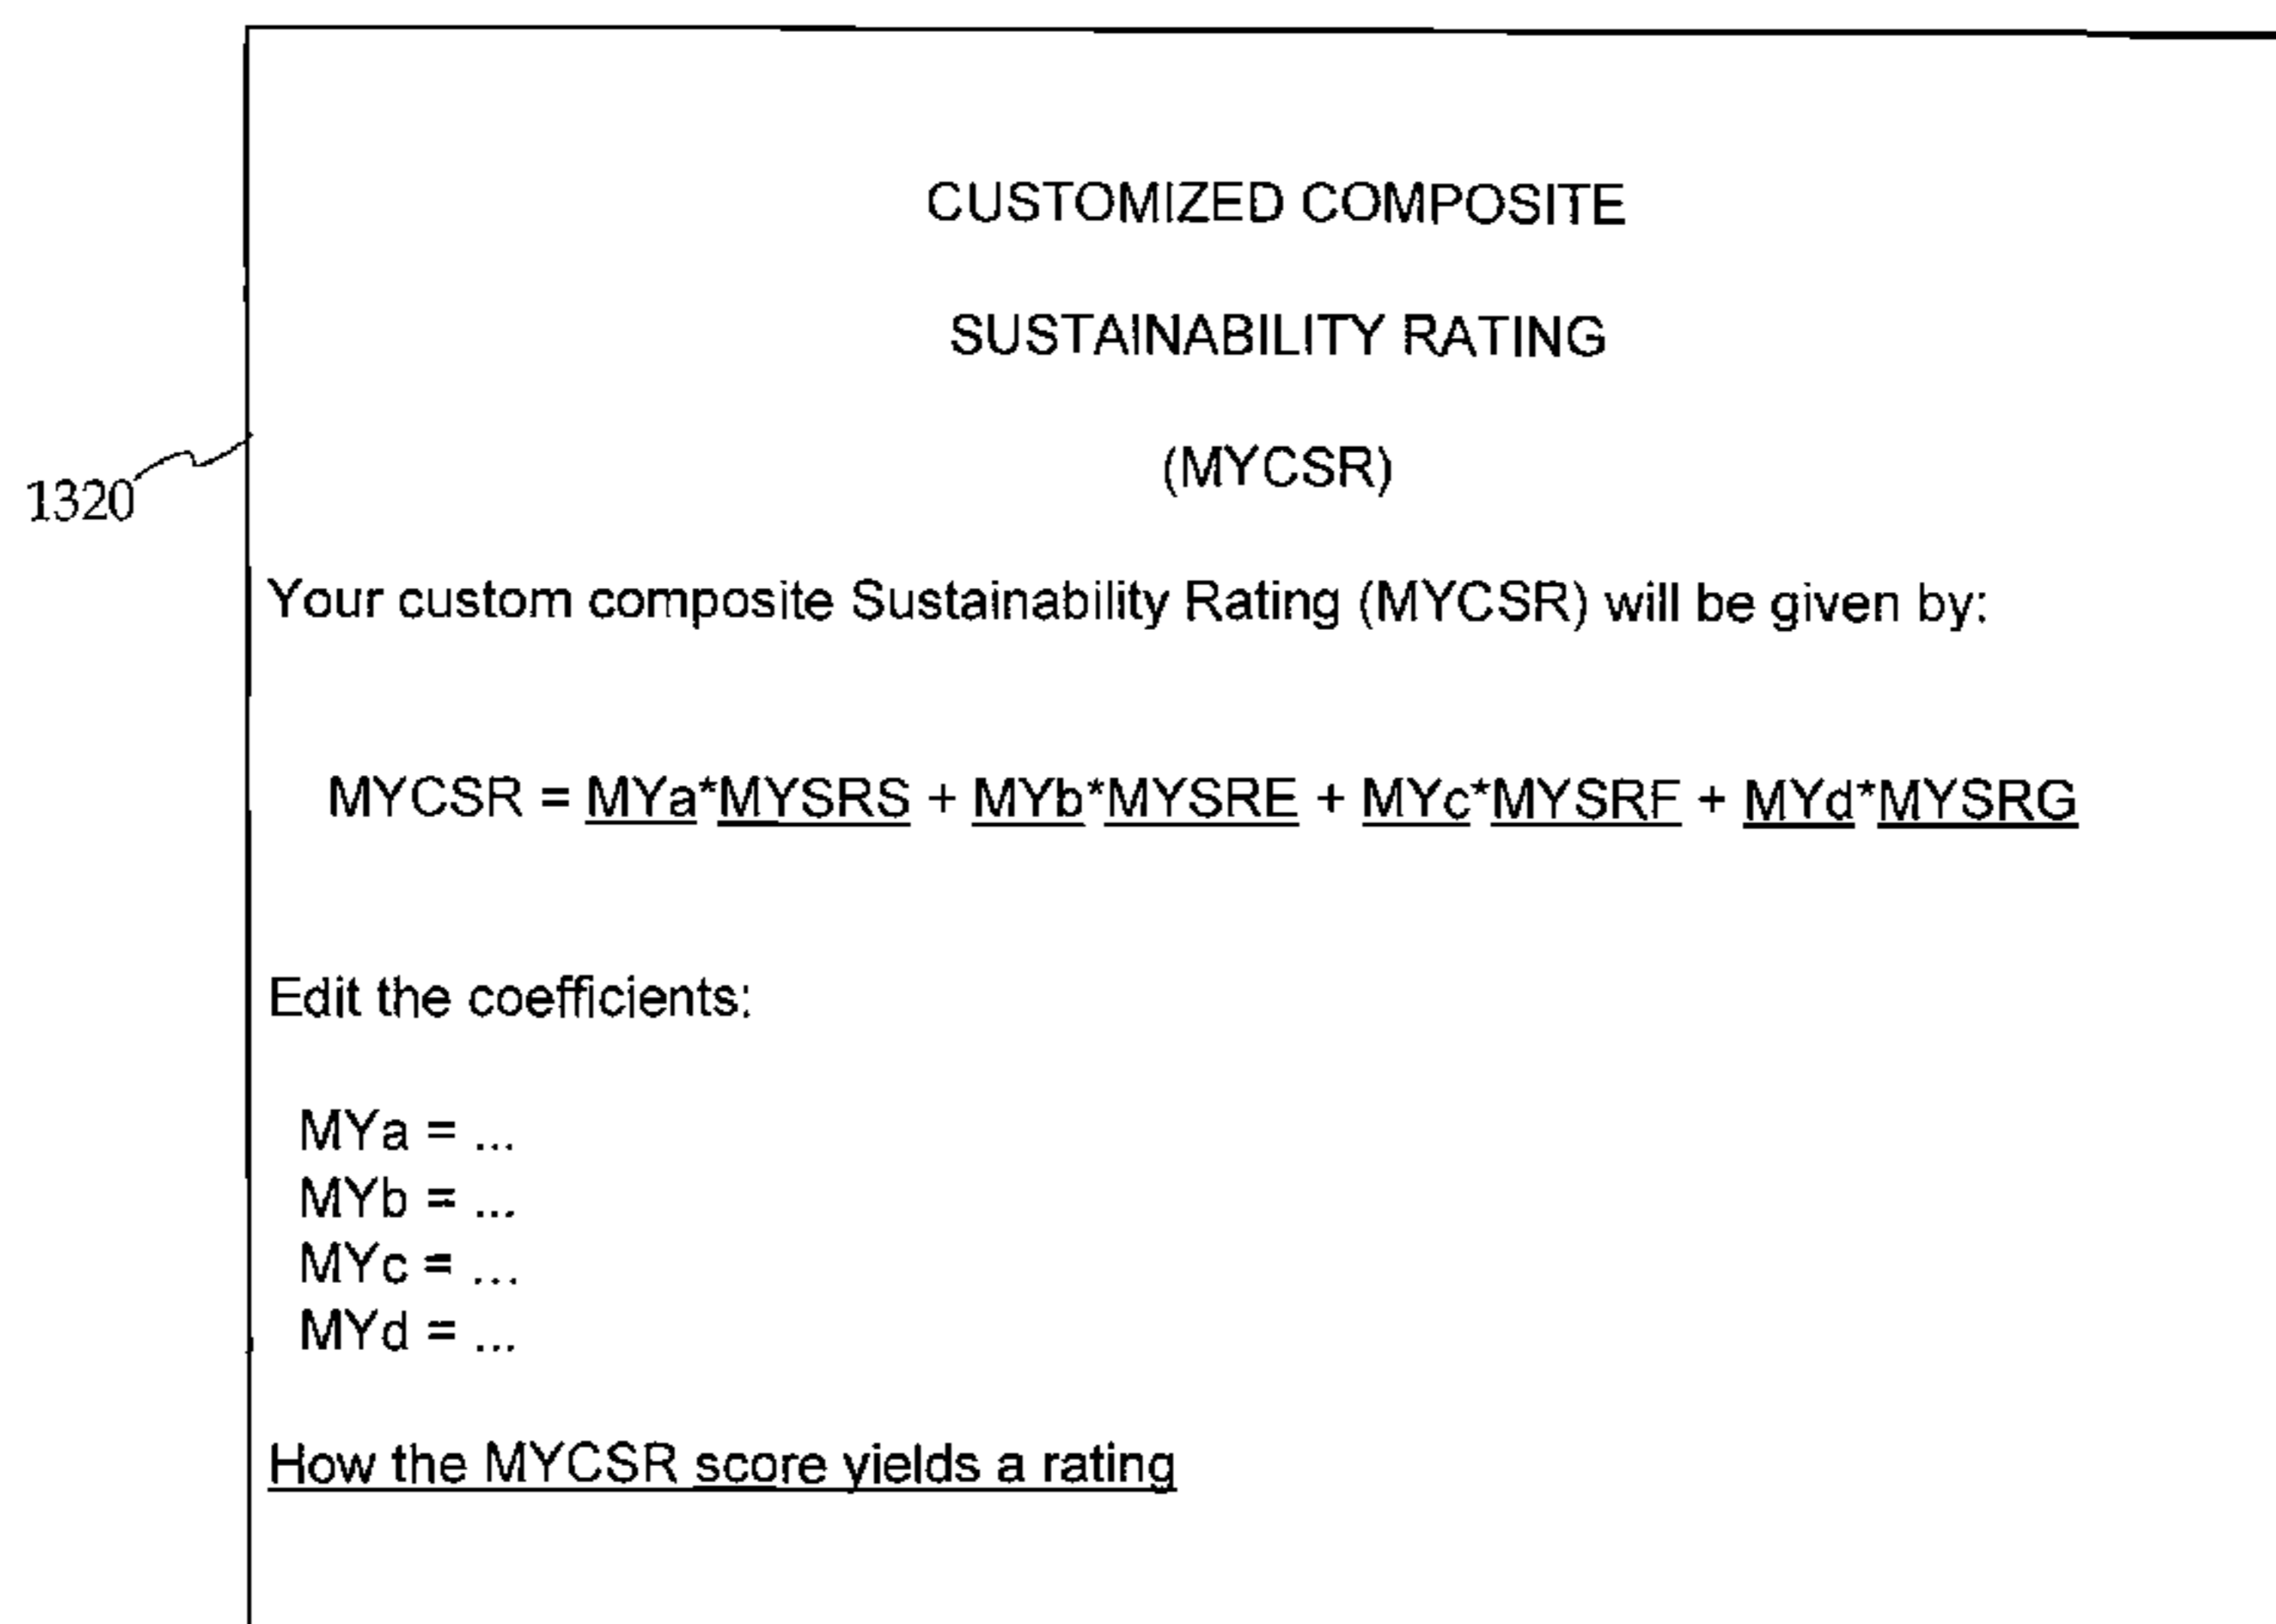 CUSTOMIZED COMPOSITE
SUSTAINABILITY RATING
(MYCSR)
1320
Your custom composite Sustainability Rating (MYCSR) will be given by:
MYCSR = MYa*MYSRS + MYb*MYSRE + MYc*MYSRF + MYd*MYSRG
Edit the coefficients:
MYa = ...
MYb = ...
MYc = ...
MYd = ...
How the MYCSR score yields a rating